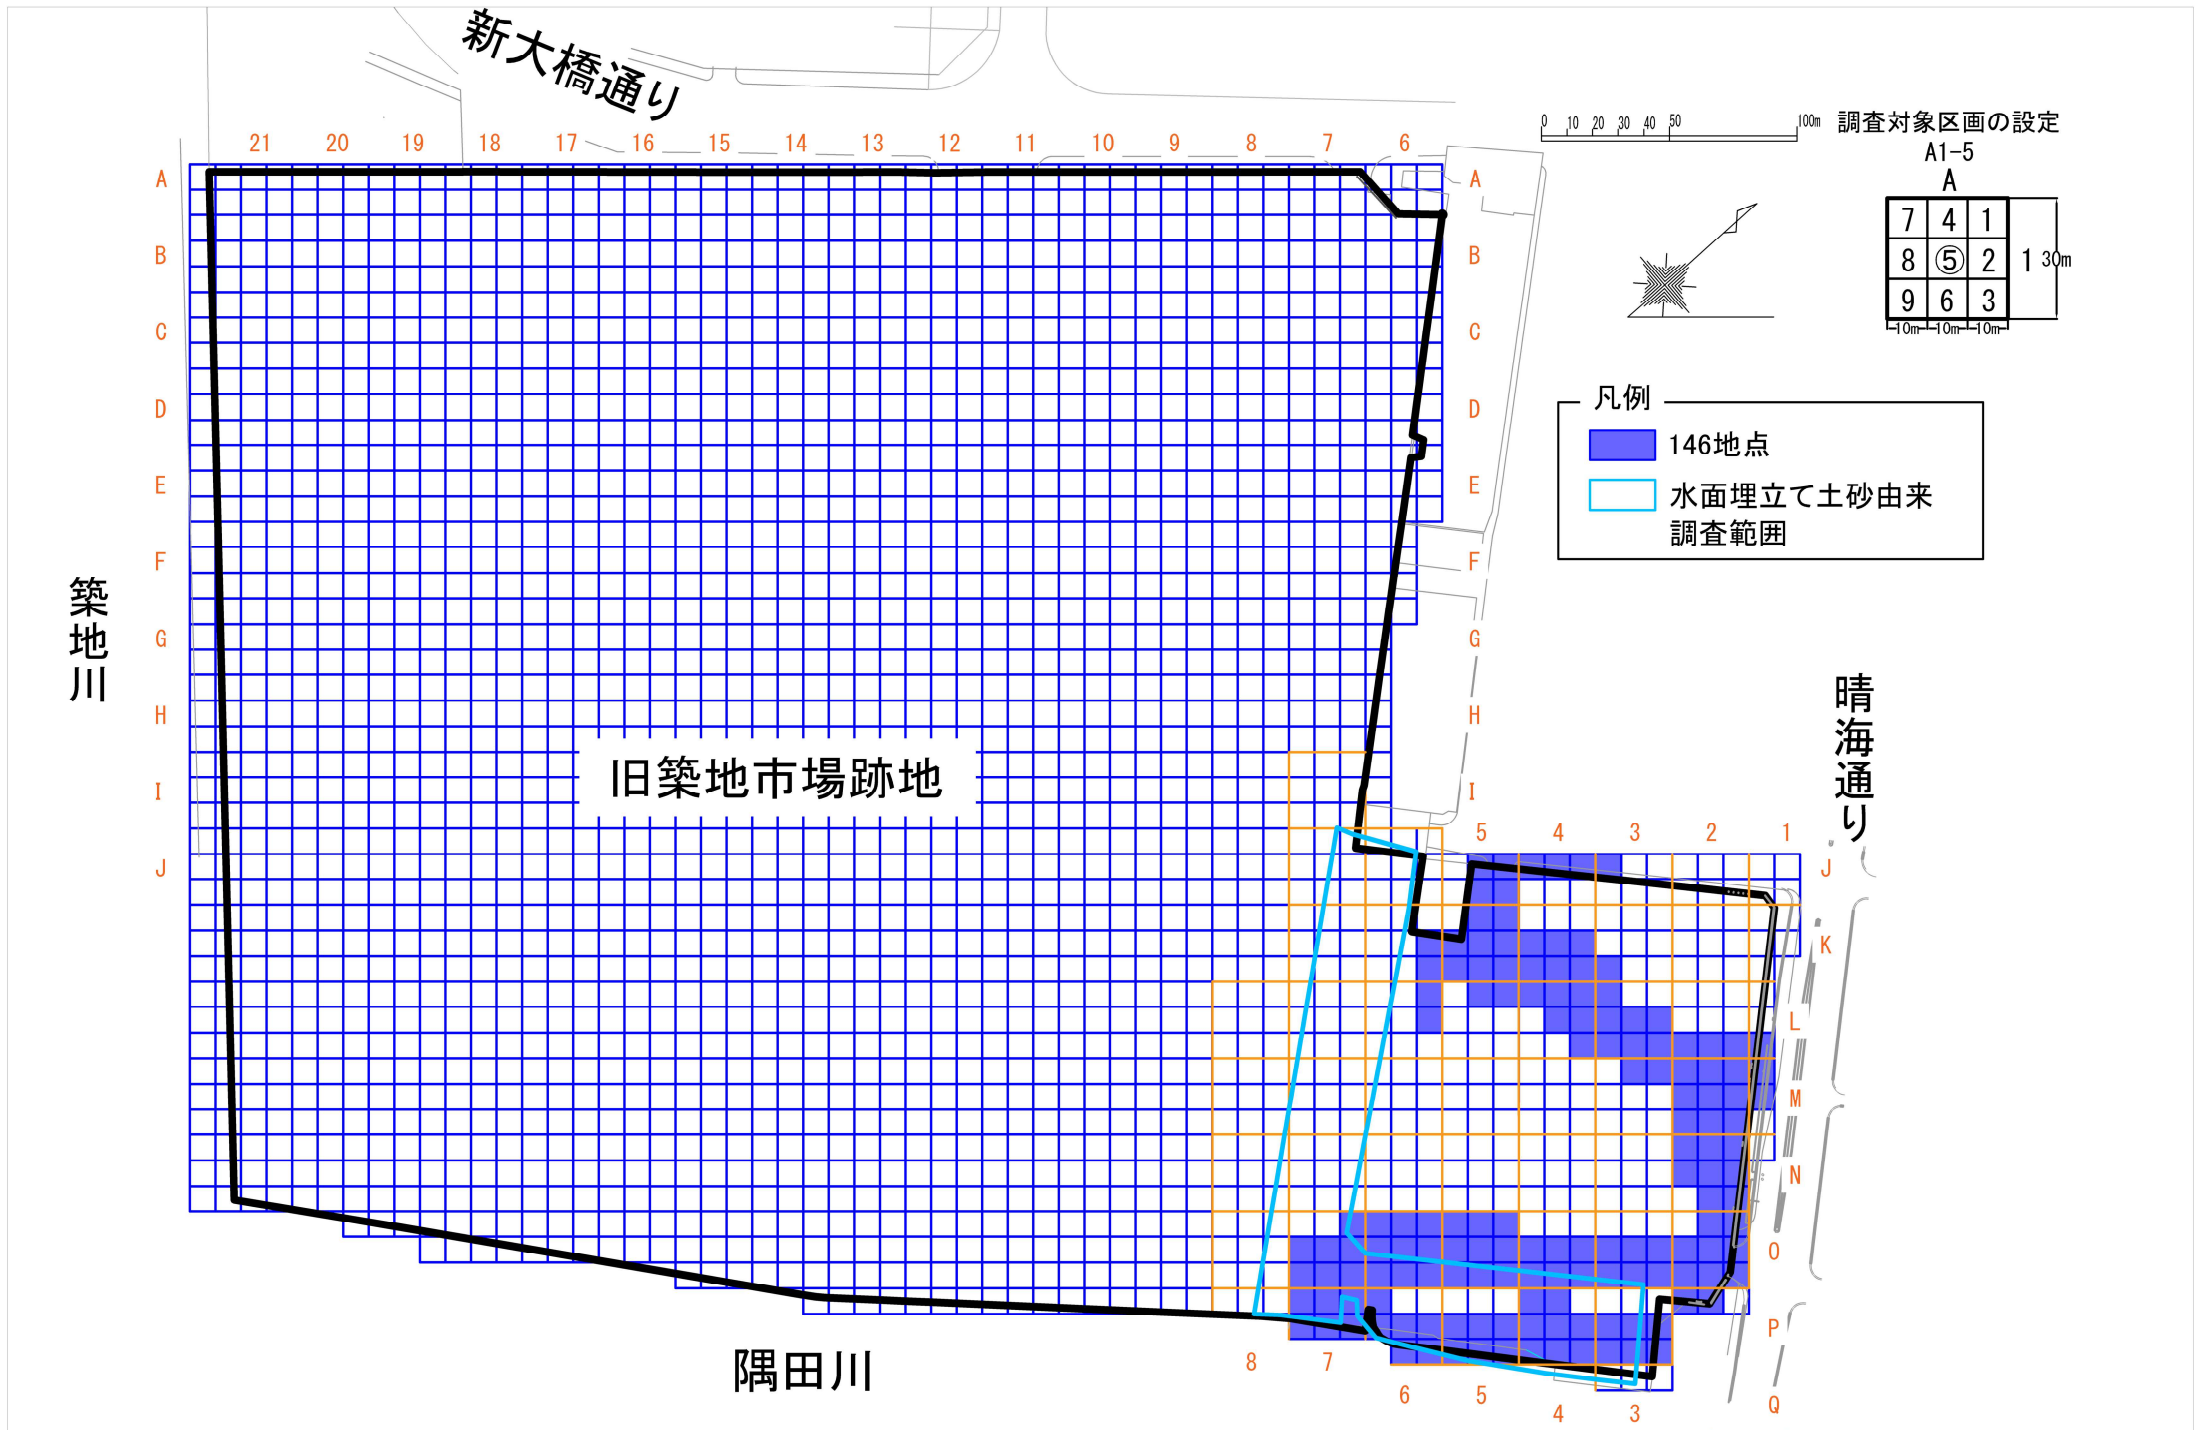 新大橋通り
0 10 20 30 40 50 100m
調査対象区画の設定
A1-5
A
7 4 1
8 ⑤ 2
9 6 3
1 30m
10m 10m 10m
21 20 19 18 17 16 15 14 13 12 11 10 9 8 7 6
A A
B B
C C
D D
E E
F F
G G
H H
I I
J
凡例
146地点
水面埋立て土砂由来
調査範囲
築地川
旧築地市場跡地
晴海通り
5 4 3 2 1
J
K
L
M
N
O
P
Q
隅田川
8 7 6 5 4 3